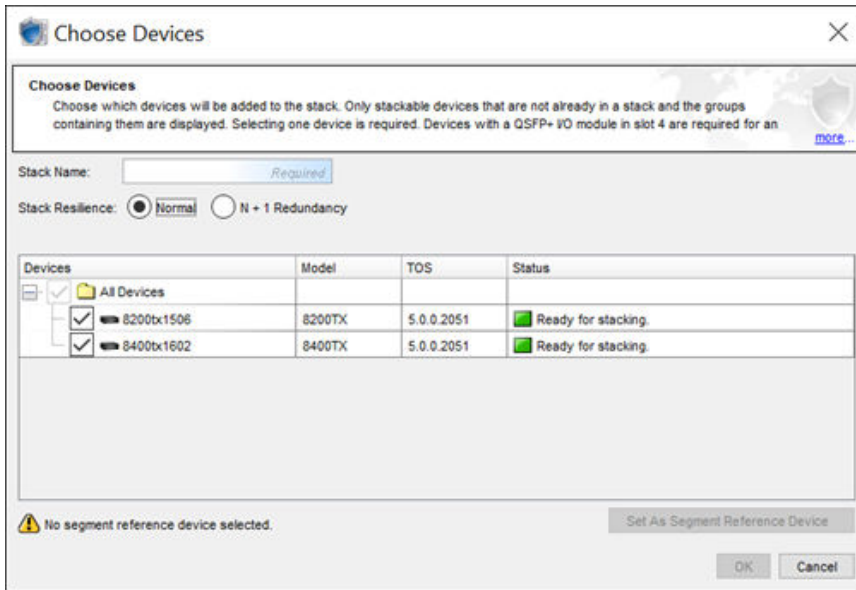 Choose Devices
Choose Devices
Choose which devices will be added to the stack. Only stackable devices that are not already in a stack and the groups
containing them are displayed. Selecting one device is required. Devices with a QSFP+ I/O module in slot 4 are required for an
more...
Stack Name: Required
Stack Resilience: Normal N + 1 Redundancy
Devices Model TOS Status
All Devices
8200tx1506 8200TX 5.0.0.2051 Ready for stacking.
8400tx1602 8400TX 5.0.0.2051 Ready for stacking.
No segment reference device selected. Set As Segment Reference Device
OK Cancel